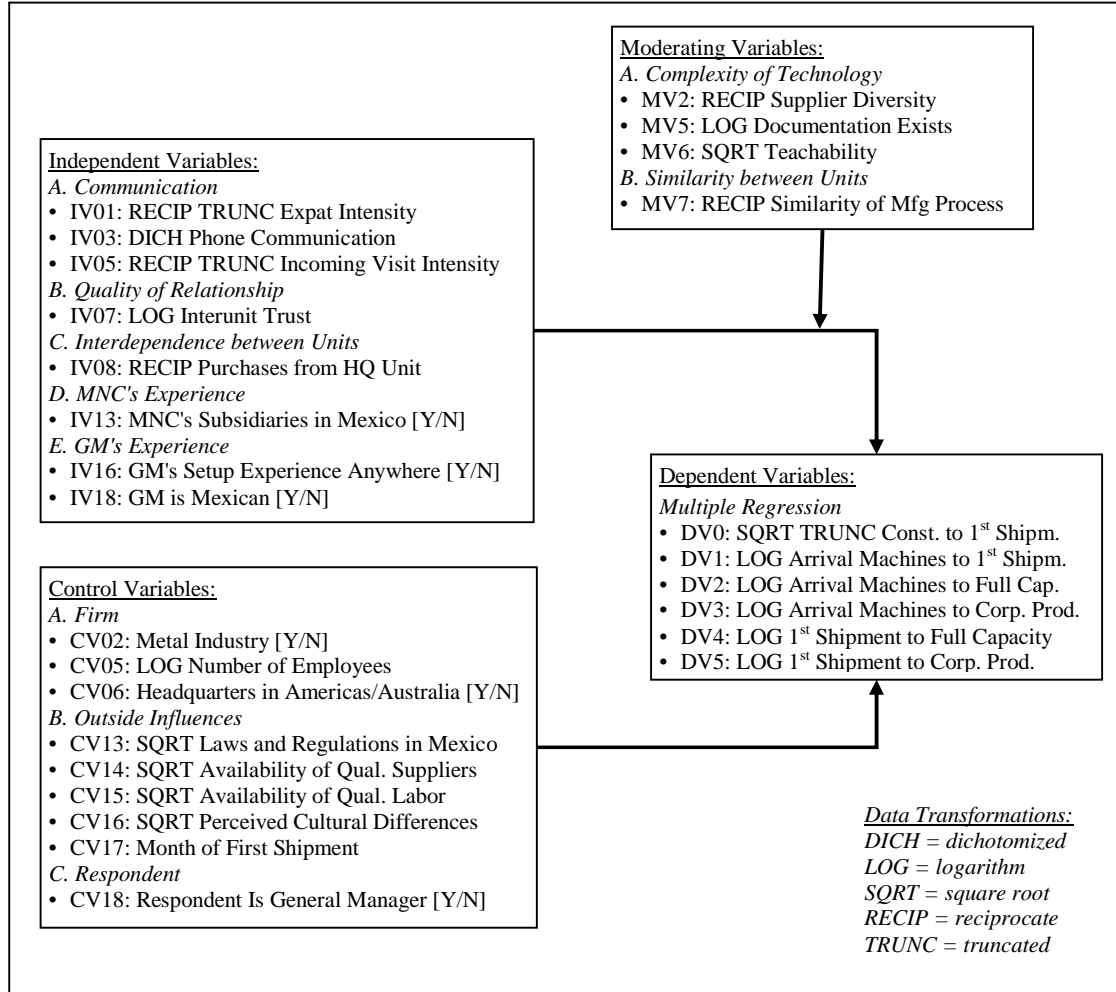 Moderating Variables:
A. Complexity of Technology
• MV2: RECIP Supplier Diversity
• MV5: LOG Documentation Exists
• MV6: SQRT Teachability
B. Similarity between Units
• MV7: RECIP Similarity of Mfg Process
Independent Variables:
A. Communication
• IV01: RECIP TRUNC Expat Intensity
• IV03: DICH Phone Communication
• IV05: RECIP TRUNC Incoming Visit Intensity
B. Quality of Relationship
• IV07: LOG Interunit Trust
C. Interdependence between Units
• IV08: RECIP Purchases from HQ Unit
D. MNC's Experience
• IV13: MNC's Subsidiaries in Mexico [Y/N]
E. GM's Experience
• IV16: GM's Setup Experience Anywhere [Y/N]
• IV18: GM is Mexican [Y/N]
Dependent Variables:
Multiple Regression
• DV0: SQRT TRUNC Const. to 1st Shipm.
• DV1: LOG Arrival Machines to 1st Shipm.
• DV2: LOG Arrival Machines to Full Cap.
• DV3: LOG Arrival Machines to Corp. Prod.
• DV4: LOG 1st Shipment to Full Capacity
• DV5: LOG 1st Shipment to Corp. Prod.
Control Variables:
A. Firm
• CV02: Metal Industry [Y/N]
• CV05: LOG Number of Employees
• CV06: Headquarters in Americas/Australia [Y/N]
B. Outside Influences
• CV13: SQRT Laws and Regulations in Mexico
• CV14: SQRT Availability of Qual. Suppliers
• CV15: SQRT Availability of Qual. Labor
• CV16: SQRT Perceived Cultural Differences
• CV17: Month of First Shipment
C. Respondent
• CV18: Respondent Is General Manager [Y/N]
Data Transformations:
DICH = dichotomized
LOG = logarithm
SQRT = square root
RECIP = reciprocate
TRUNC = truncated